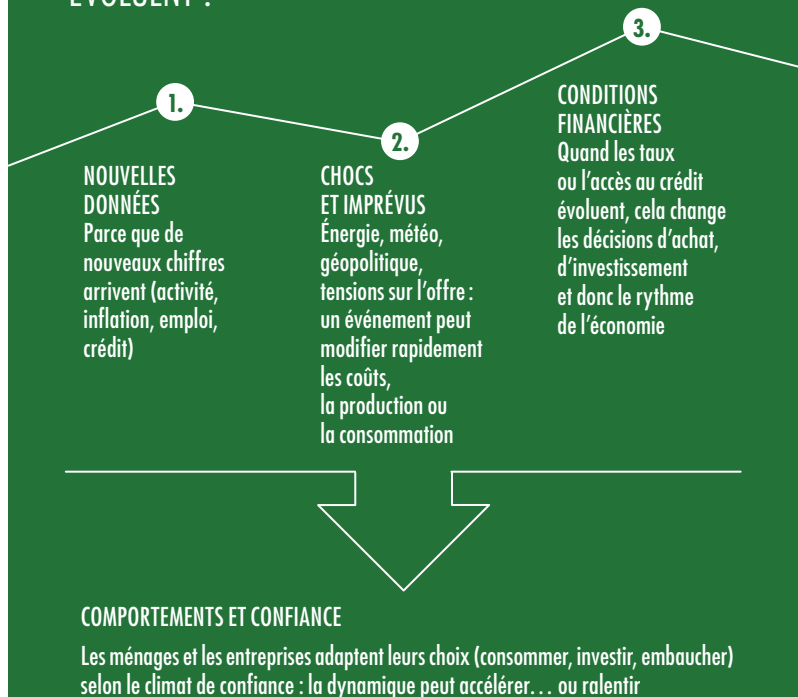 ÉVOLUENT :
1.
NOUVELLES
DONNÉES
Parce que de
nouveaux chiffres
arrivent (activité,
inflation, emploi,
crédit)
2.
CHOCS
ET IMPRÉVUS
Énergie, météo,
géopolitique,
tensions sur l’offre :
un événement peut
modifier rapidement
les coûts,
la production ou
la consommation
3.
CONDITIONS
FINANCIÈRES
Quand les taux
ou l’accès au crédit
évoluent, cela change
les décisions d’achat,
d’investissement
et donc le rythme
de l’économie
COMPORTEMENTS ET CONFIANCE
Les ménages et les entreprises adaptent leurs choix (consommer, investir, embaucher)
selon le climat de confiance : la dynamique peut accélérer… ou ralentir